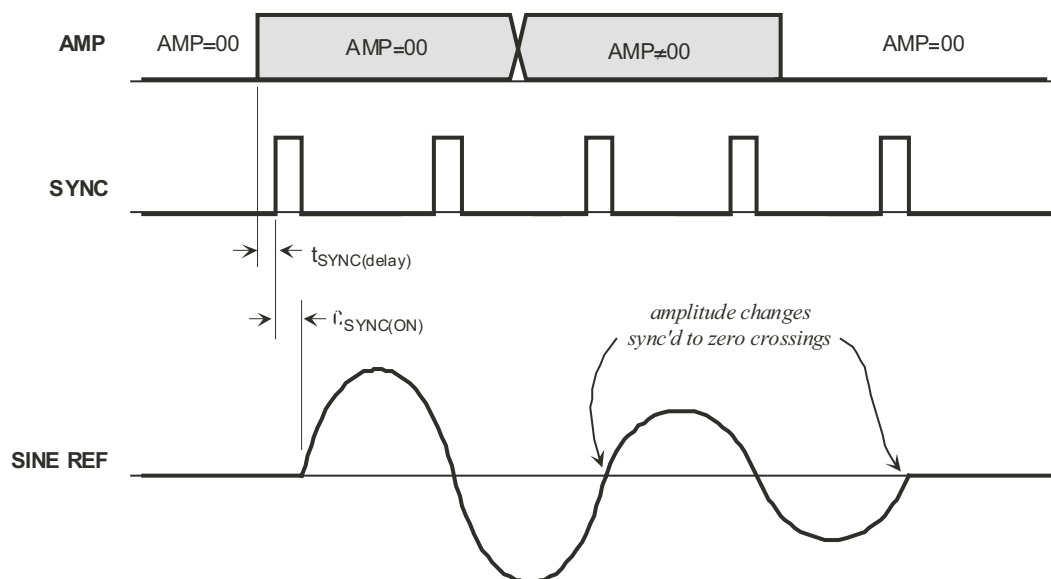 AMP
AMP=00
AMP=00
AMP≠00
AMP=00
SYNC
tSYNC(delay)
SYNC(ON)
amplitude changes
sync'd to zero crossings
SINE REF